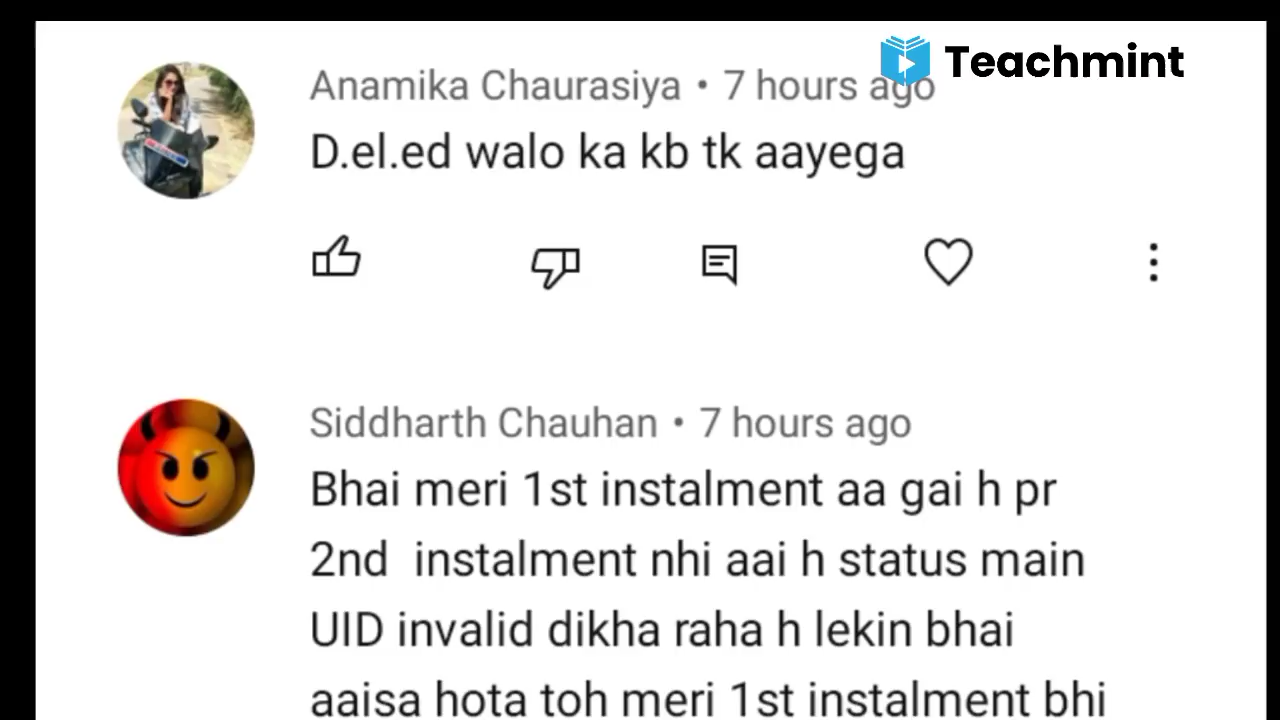 Teachmint
Anamika Chaurasiya • 7 hours ago
D.el.ed walo ka kb tk aayega
Siddharth Chauhan • 7 hours ago
Bhai meri 1st instalment aa gai h pr
2nd instalment nhi aai h status main
UID invalid dikha raha h lekin bhai
aaisa hota toh meri 1st instalment bhi